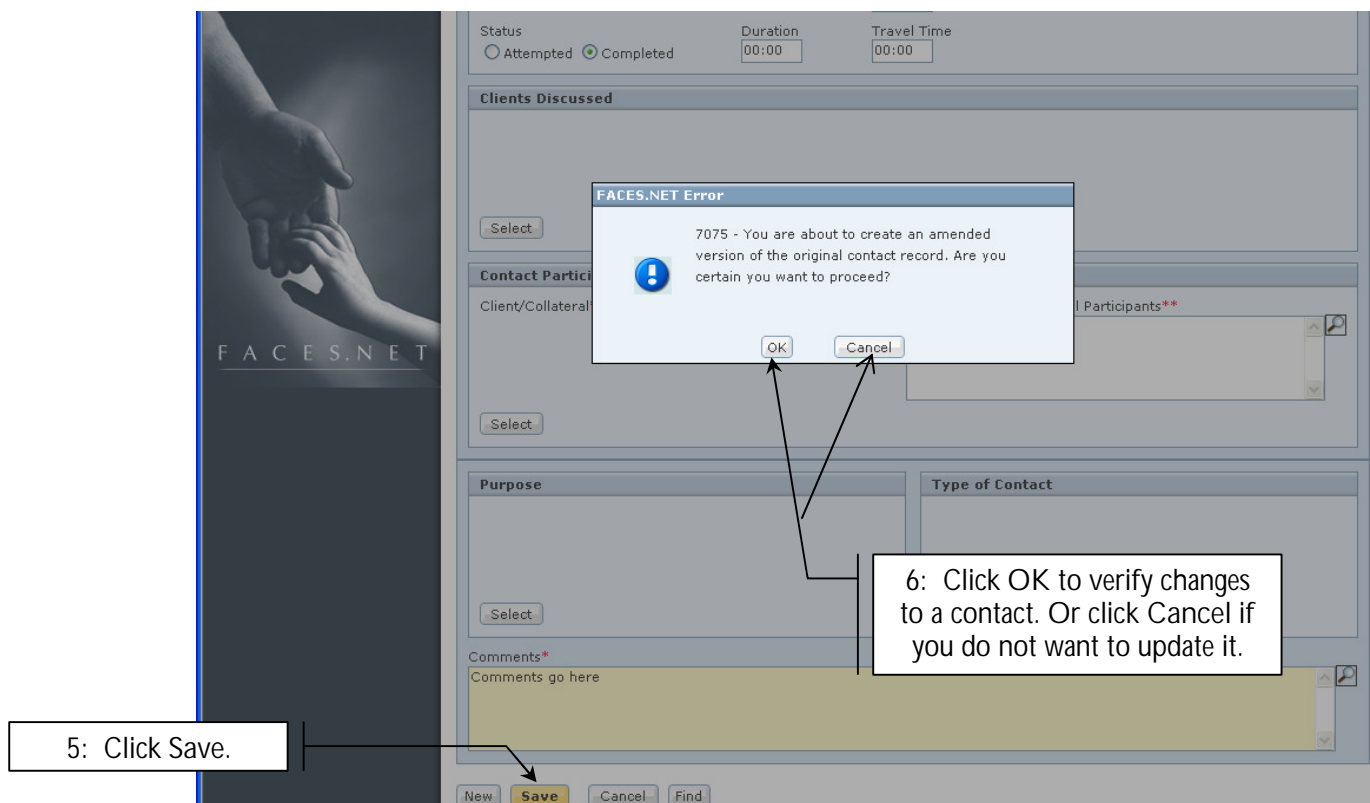 Status
Duration
Travel Time
Attempted
Completed
00:00
00:00
Clients Discussed
Select
FACES.NET Error
7075 - You are about to create an amended
version of the original contact record. Are you
certain you want to proceed?
OK
Cancel
Contact Partici
Client/Collateral
l Participants**
FACES.NET
Select
Purpose
Type of Contact
6: Click OK to verify changes
to a contact. Or click Cancel if
you do not want to update it.
Select
Comments*
Comments go here
5: Click Save.
New
Save
Cancel
Find